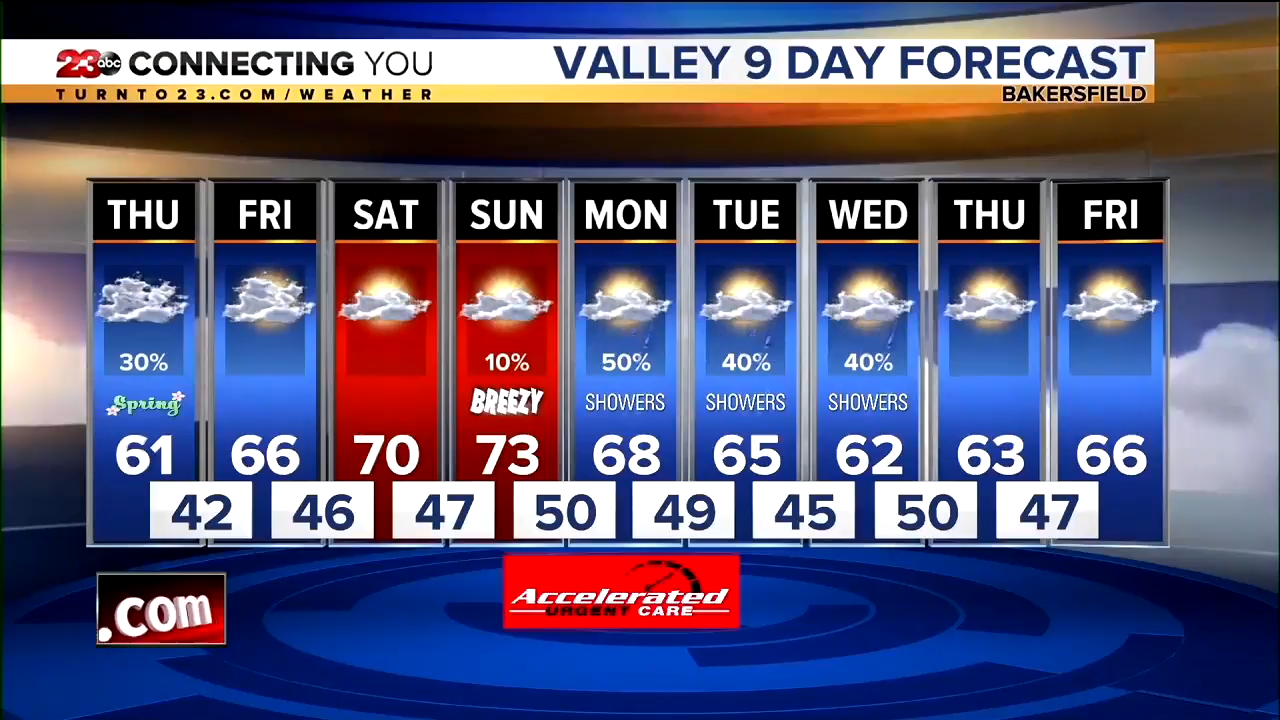 23 abc CONNECTING YOU
TURNTO23.COM/WEATHER
VALLEY 9 DAY FORECAST
BAKERSFIELD
THU FRI SAT SUN MON TUE WED THU FRI
30% 10% 50% 40% 40%
Spring BREEZY SHOWERS SHOWERS SHOWERS
61 66 70 73 68 65 62 63 66
42 46 47 50 49 45 50 47
.com
Accelerated
URGENT CARE